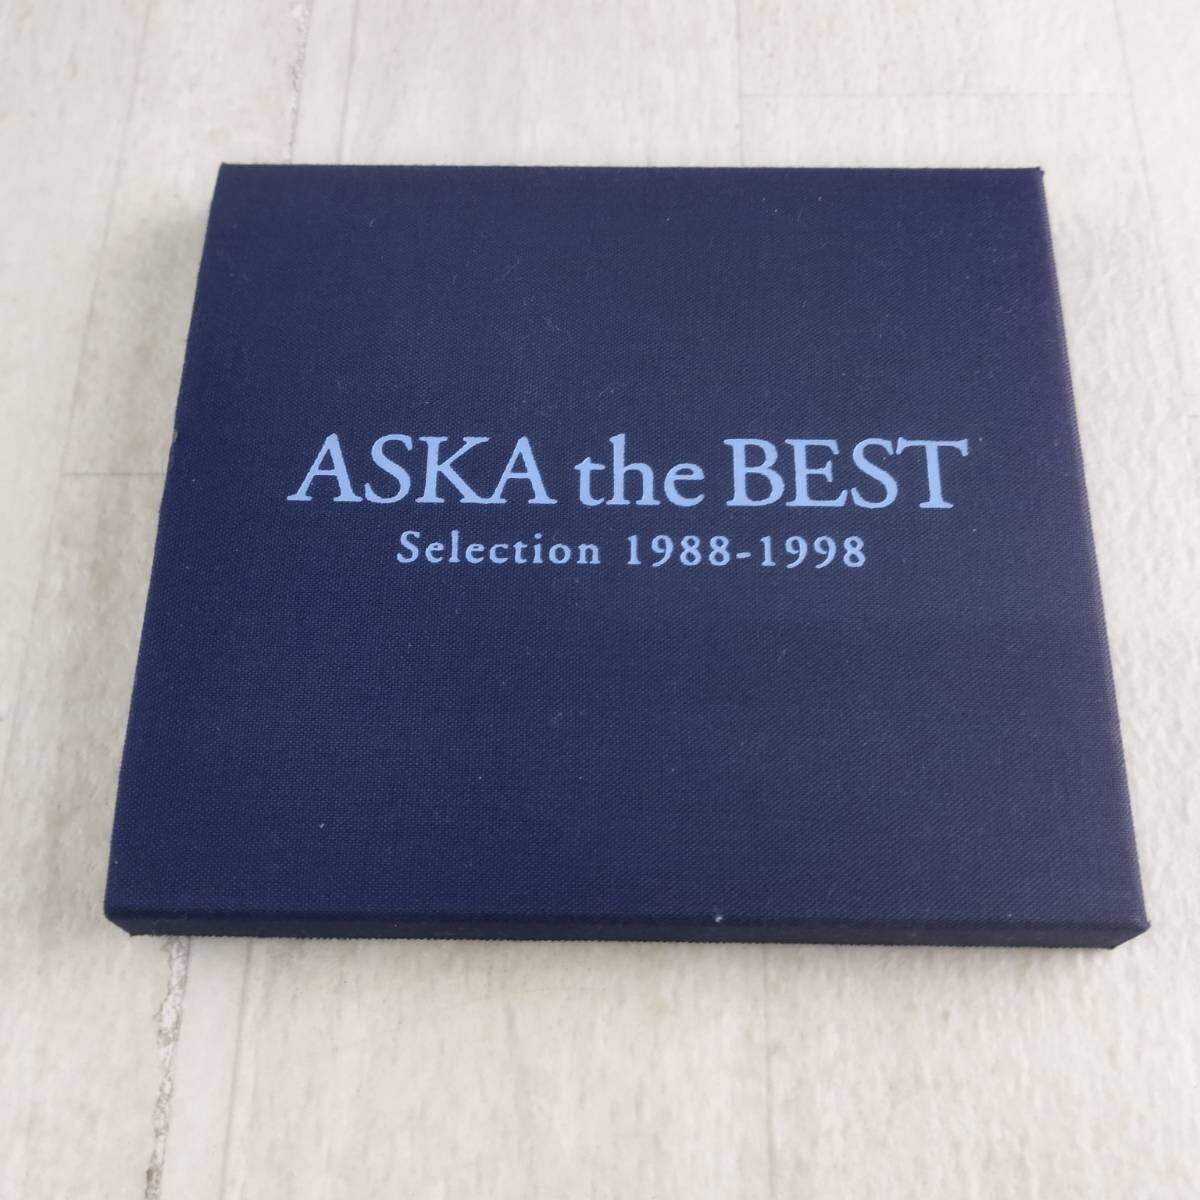 ASKA the BEST
Selection 1988-1998